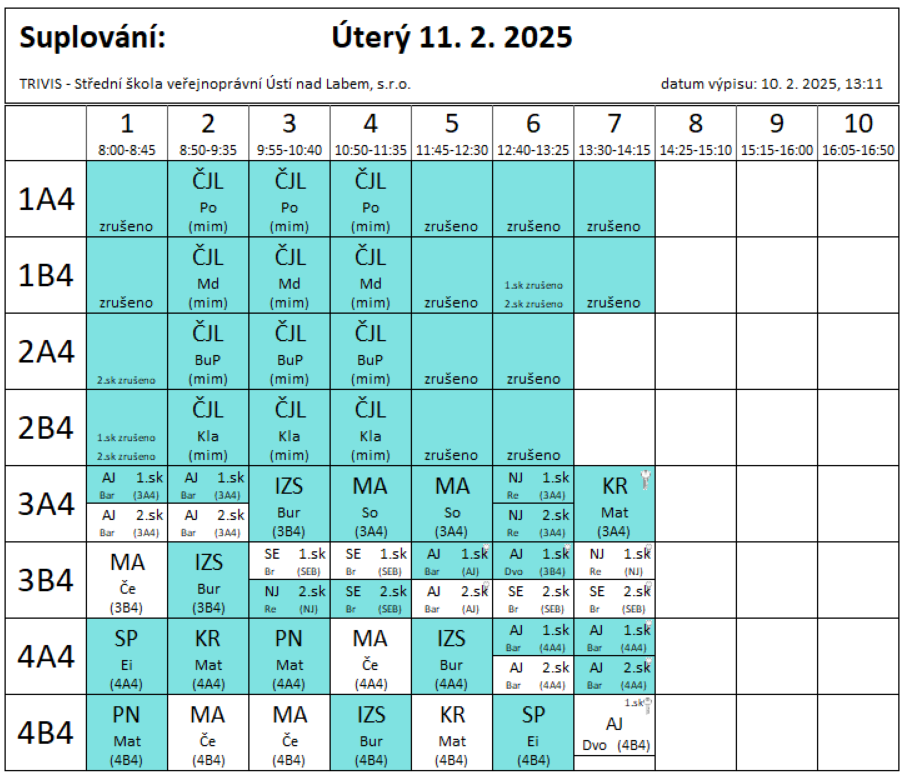 Suplování: Úterý 11. 2. 2025
TRIVIS - Střední škola veřejnoprávní Ústí nad Labem, s.r.o. datum výpisu: 10. 2. 2025, 13:11
1 2 3 4 5 6 7 8 9 10
8:00-8:45 8:50-9:35 9:55-10:40 10:50-11:35 11:45-12:30 12:40-13:25 13:30-14:15 14:25-15:10 15:15-16:00 16:05-16:50
1A4
zrušeno
ČJL
Po
(mim)
ČJL
Po
(mim)
ČJL
Po
(mim)
zrušeno
zrušeno
zrušeno
1B4
zrušeno
ČJL
Md
(mim)
ČJL
Md
(mim)
ČJL
Md
(mim)
zrušeno
1.sk zrušeno
2.sk zrušeno
zrušeno
2A4
2.sk zrušeno
ČJL
BuP
(mim)
ČJL
BuP
(mim)
ČJL
BuP
(mim)
zrušeno
zrušeno
2B4
1.sk zrušeno
2.sk zrušeno
ČJL
Kla
(mim)
ČJL
Kla
(mim)
ČJL
Kla
(mim)
zrušeno
zrušeno
3A4
AJ 1.sk
Bar (3A4)
AJ 2.sk
Bar (3A4)
AJ 1.sk
Bar (3A4)
AJ 2.sk
Bar (3A4)
IZS
Bur
(3B4)
MA
So
(3A4)
MA
So
(3A4)
NJ 1.sk
Re (3A4)
NJ 2.sk
Re (3A4)
KR
Mat
(3A4)
3B4
MA
Če
(3B4)
IZS
Bur
(3B4)
SE 1.sk
Br (SEB)
NJ 2.sk
Re (NJ)
SE 1.sk
Br (SEB)
SE 2.sk
Br (SEB)
AJ 1.sk
Bar (AJ)
AJ 2.sk
Bar (AJ)
AJ 1.sk
Dvo (3B4)
SE 2.sk
Br (SEB)
NJ 1.sk
Re (NJ)
SE 2.sk
Br (SEB)
4A4
SP
Ei
(4A4)
KR
Mat
(4A4)
PN
Mat
(4A4)
MA
Če
(4A4)
IZS
Bur
(4A4)
AJ 1.sk
Bar (4A4)
AJ 2.sk
Bar (4A4)
AJ 1.sk
Bar (4A4)
AJ 2.sk
Bar (4A4)
4B4
PN
Mat
(4B4)
MA
Če
(4B4)
MA
Če
(4B4)
IZS
Bur
(4B4)
KR
Mat
(4B4)
SP
Ei
(4B4)
1.sk
AJ
Dvo (4B4)